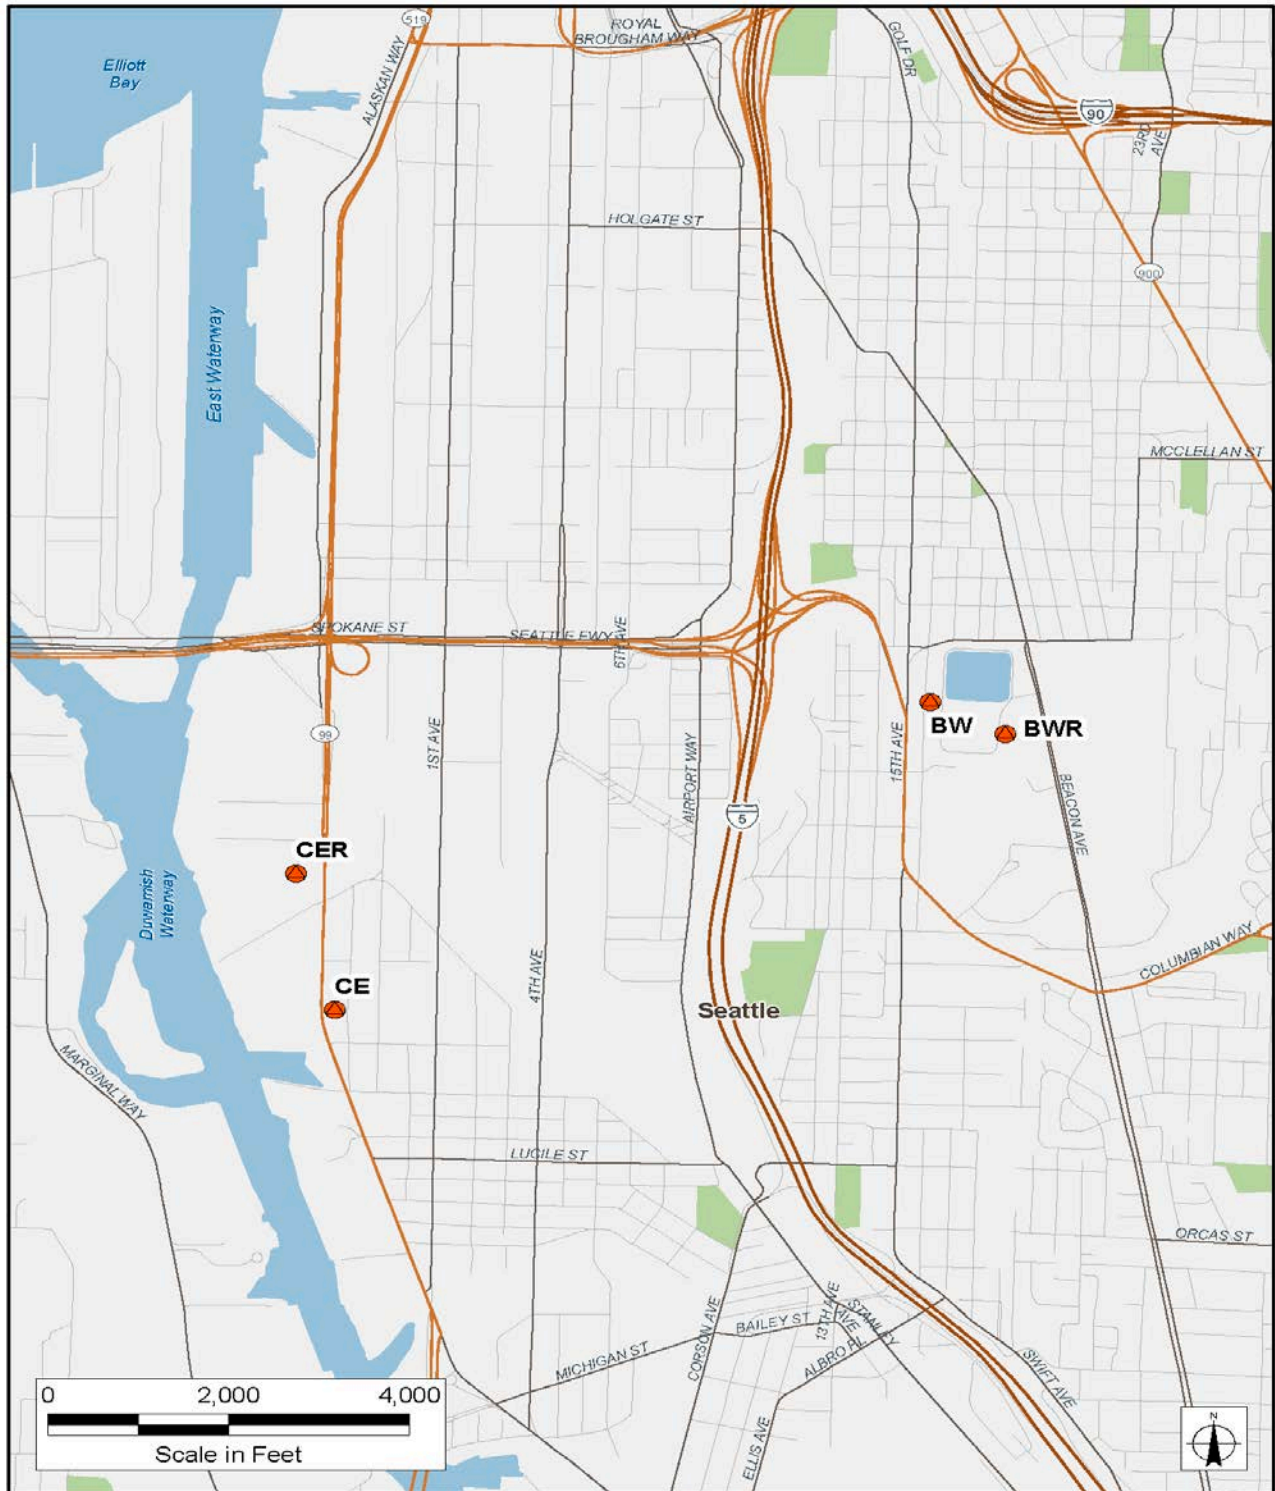 519
ROYAL
BROUGHAM WAY
GOLF DR
Elliott
Bay
ALASKAN WAY
90
23RD
AVE
HOLGATE ST
900
East Waterway
MCCLELLAN ST
SPOKANE ST
SEATTLE FWY
6TH AVE
99
1ST AVE
AIRPORT WAY
15TH AVE
BW
BWR
BEACON AVE
5
CER
Duwamish
Waterway
4TH AVE
COLUMBIAN WAY
CE
Seattle
MARGINAL WAY
LUCILE ST
ORCAS ST
13TH AVE
STANLEY
AVE
BAILEY ST
CORSON AVE
MICHIGAN ST
ALBRO PL
SWIFT AVE
ELLIS AVE
0 2,000 4,000
Scale in Feet
N